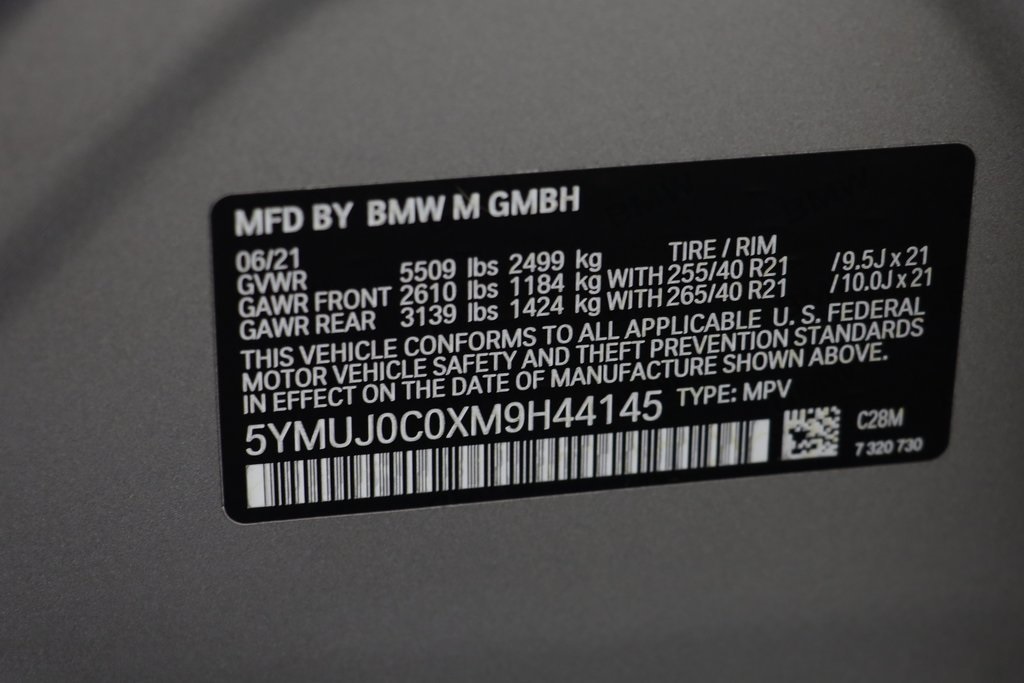 MFD BY BMW M GMBH
06/21 TIRE / RIM
GVWR 5509 lbs 2499 kg
GAWR FRONT 2610 lbs 1184 kg WITH 255/40 R21 /9.5J x 21
GAWR REAR 3139 lbs 1424 kg WITH 265/40 R21 /10.0J x 21
THIS VEHICLE CONFORMS TO ALL APPLICABLE U. S. FEDERAL
MOTOR VEHICLE SAFETY AND THEFT PREVENTION STANDARDS
IN EFFECT ON THE DATE OF MANUFACTURE SHOWN ABOVE.
5YMUJ0C0XM9H44145 TYPE: MPV
C28M
7 320 730